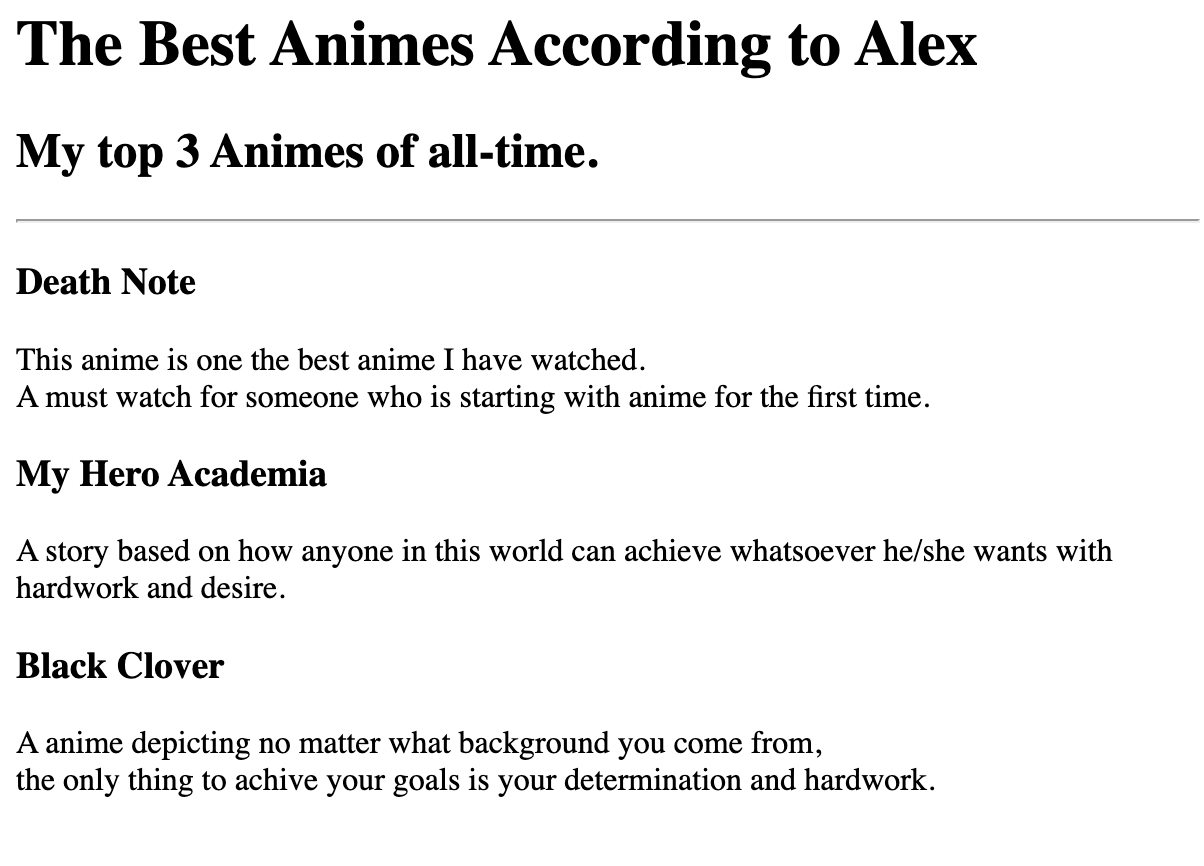 The Best Animes According to Alex
My top 3 Animes of all-time.
Death Note
This anime is one the best anime I have watched.
A must watch for someone who is starting with anime for the first time.
My Hero Academia
A story based on how anyone in this world can achieve whatsoever he/she wants with
hardwork and desire.
Black Clover
A anime depicting no matter what background you come from,
the only thing to achive your goals is your determination and hardwork.